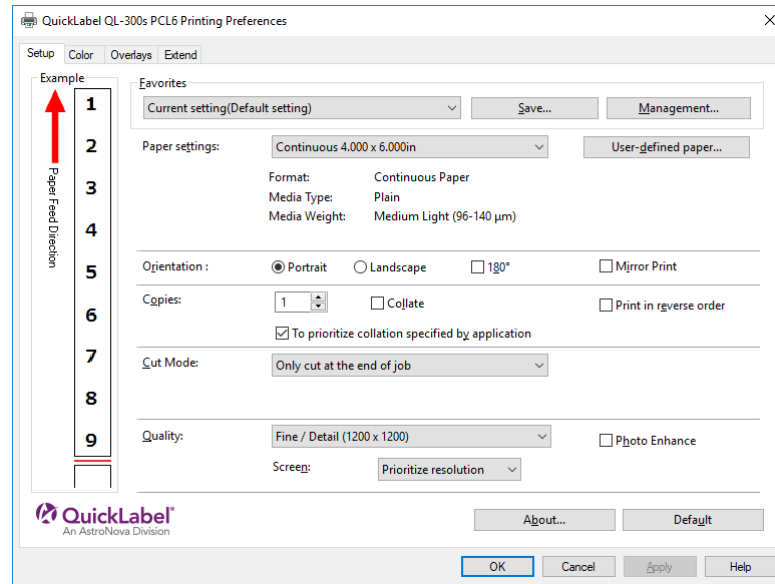 QuickLabel QL-300s PCL6 Printing Preferences
Setup Color Overlays Extend
Example
Paper Feed Direction
1
2
3
4
5
6
7
8
9
Favorites
Current setting(Default setting) Save... Management...
Paper settings: Continuous 4.000 x 6.000in User-defined paper...
Format: Continuous Paper
Media Type: Plain
Media Weight: Medium Light (96-140 μm)
Orientation : Portrait Landscape 180° Mirror Print
Copies: 1 Collate Print in reverse order
To prioritize collation specified by application
Cut Mode: Only cut at the end of job
Quality: Fine / Detail (1200 x 1200) Photo Enhance
Screen: Prioritize resolution
QuickLabel®
An AstroNova Division
About... Default
OK Cancel Apply Help